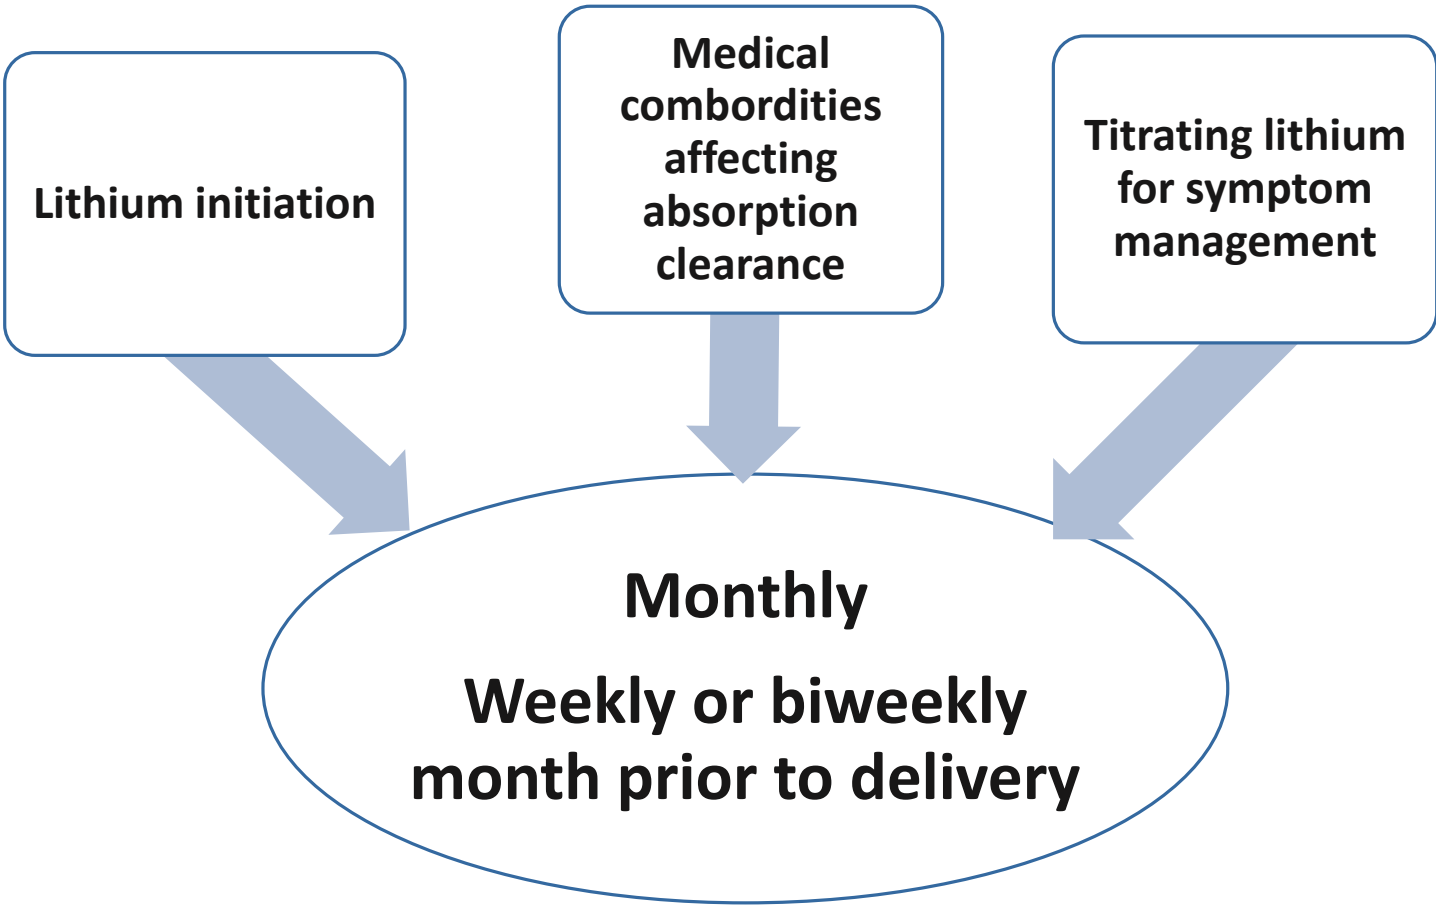 Lithium initiation
Medical
combordities
affecting
absorption
clearance
Titrating lithium
for symptom
management
Monthly
Weekly or biweekly
month prior to delivery